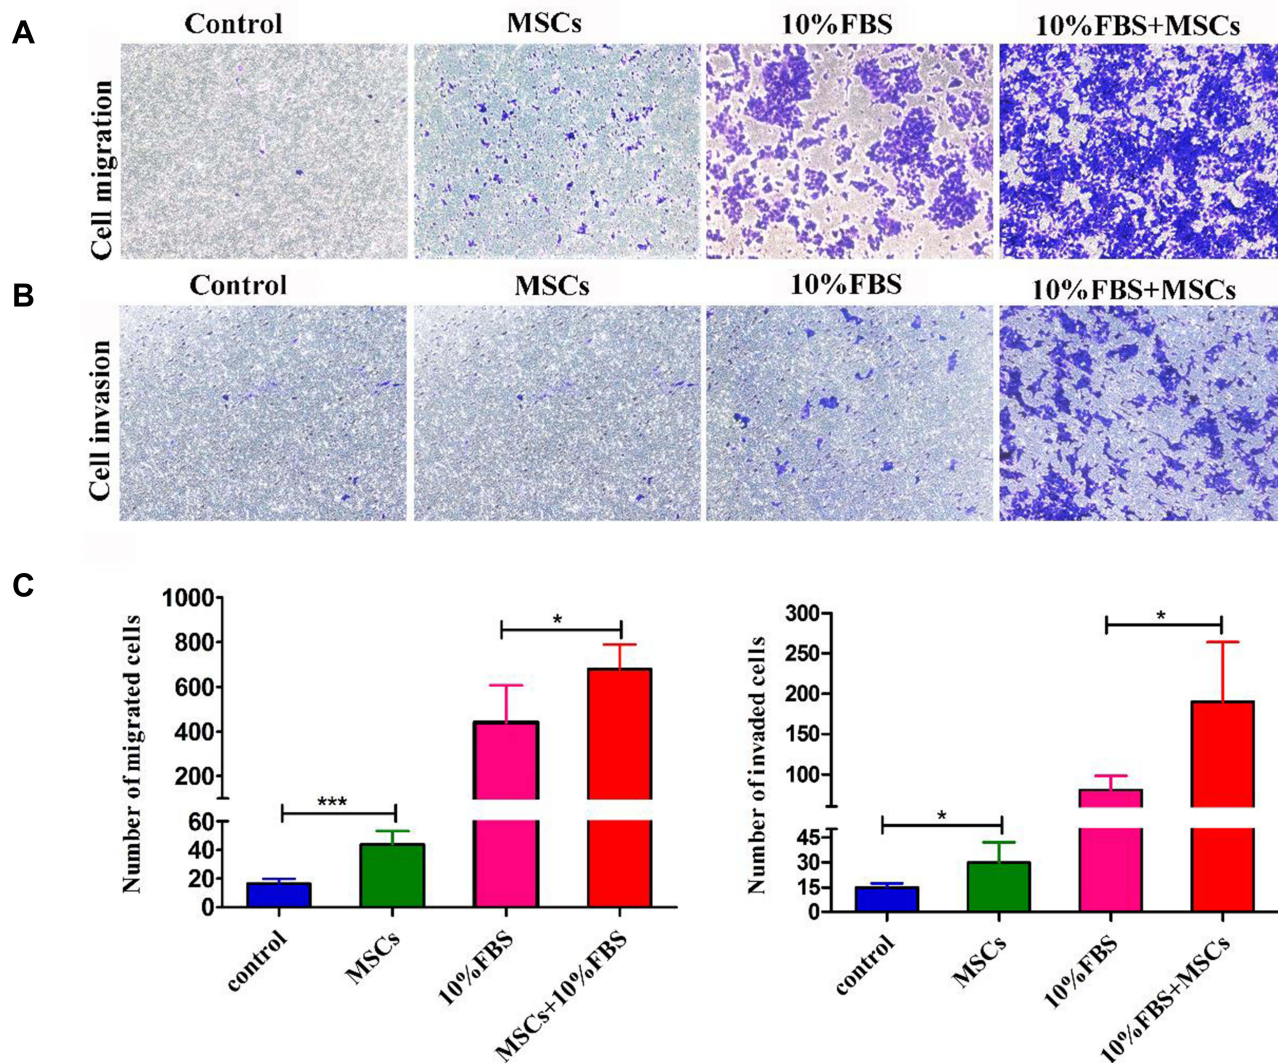 A
Control MSCs 10%FBS 10%FBS+MSCs
Cell migration
B
Control MSCs 10%FBS 10%FBS+MSCs
Cell invasion
C
Number of migrated cells
1000
800
600
400
200
60
40
20
0
***
*
control MSCs 10%FBS MSCs+10%FBS
Number of invaded cells
300
250
200
150
100
45
30
15
0
*
*
control MSCs 10%FBS 10%FBS+MSCs